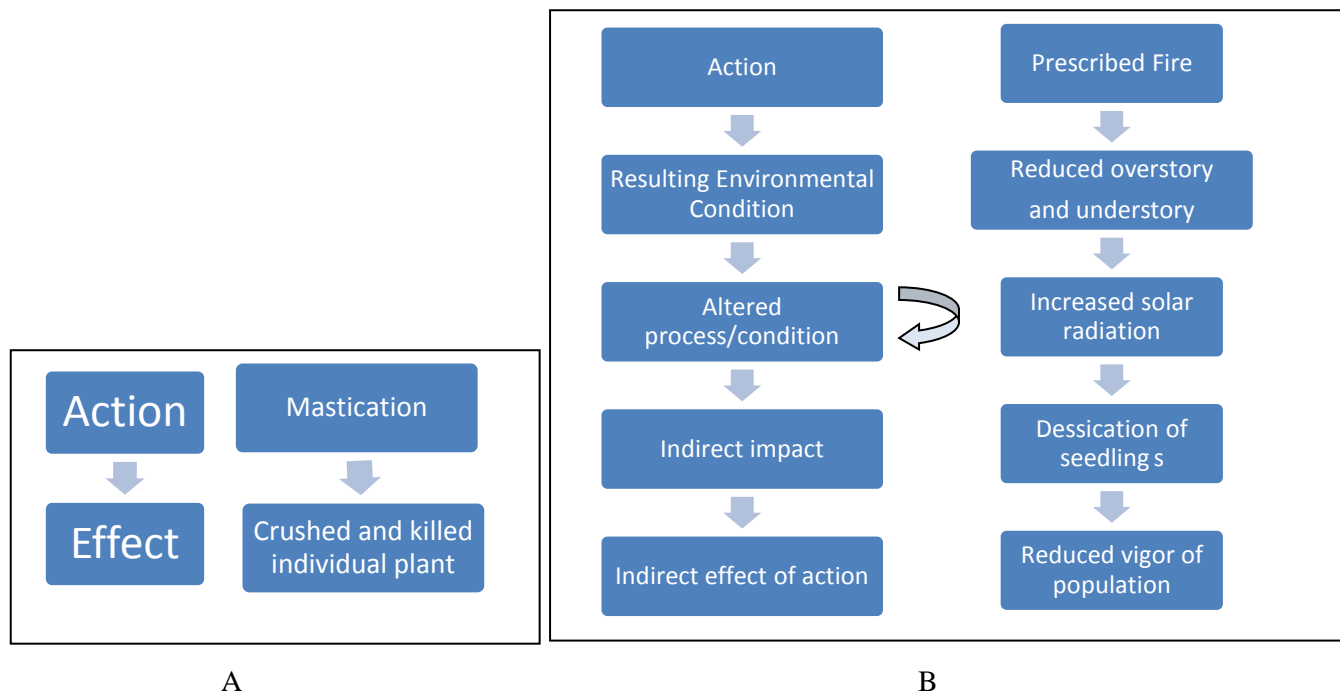 Action
Mastication
Effect
Crushed and killed
individual plant
A
Action
Resulting Environmental
Condition
Altered
process/condition
Indirect impact
Indirect effect of action
Prescribed Fire
Reduced overstory
and understory
Increased solar
radiation
Dessication of
seedling s
Reduced vigor of
population
B